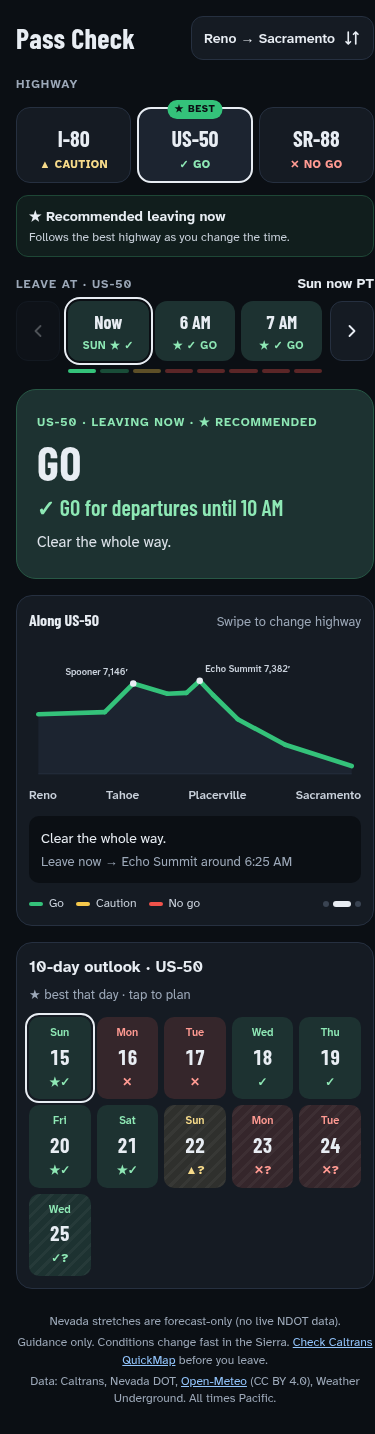 Pass Check
Reno → Sacramento
HIGHWAY
★ BEST
I-80
US-50
SR-88
▲ CAUTION
✓ GO
✕ NO GO
★ Recommended leaving now
Follows the best highway as you change the time.
LEAVE AT · US-50
Sun now PT
Now
6 AM
7 AM
SUN ★ ✓
★ ✓ GO
★ ✓ GO
US-50 · LEAVING NOW · ★ RECOMMENDED
GO
✓ GO for departures until 10 AM
Clear the whole way.
Along US-50
Swipe to change highway
Spooner 7,146′
Echo Summit 7,382′
Reno
Tahoe
Placerville
Sacramento
Clear the whole way.
Leave now → Echo Summit around 6:25 AM
Go
Caution
No go
10-day outlook · US-50
★ best that day · tap to plan
Sun
Mon
Tue
Wed
Thu
15
16
17
18
19
★✓
✕
✕
✓
✓
Fri
Sat
Sun
Mon
Tue
20
21
22
23
24
★✓
★✓
▲?
✕?
✕?
Wed
25
✓?
Nevada stretches are forecast-only (no live NDOT data).
Guidance only. Conditions change fast in the Sierra. Check Caltrans
QuickMap before you leave.
Data: Caltrans, Nevada DOT, Open-Meteo (CC BY 4.0), Weather
Underground. All times Pacific.